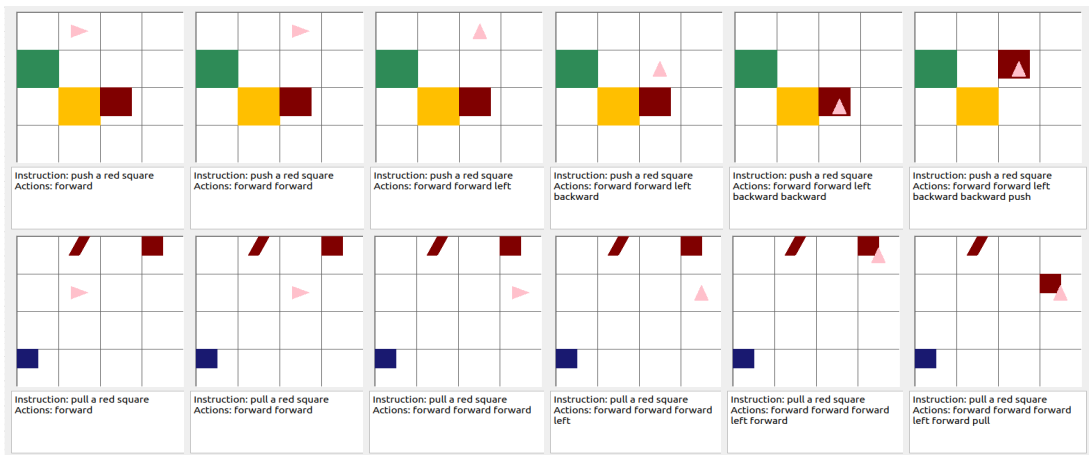 Instruction: push a red square
Actions: forward
Instruction: push a red square
Actions: forward forward
Instruction: push a red square
Actions: forward forward left
Instruction: push a red square
Actions: forward forward left
backward
Instruction: push a red square
Actions: forward forward left
backward backward
Instruction: push a red square
Actions: forward forward left
backward backward push
Instruction: pull a red square
Actions: forward
Instruction: pull a red square
Actions: forward forward
Instruction: pull a red square
Actions: forward forward forward
Instruction: pull a red square
Actions: forward forward forward
left
Instruction: pull a red square
Actions: forward forward forward
left forward
Instruction: pull a red square
Actions: forward forward forward
left forward pull